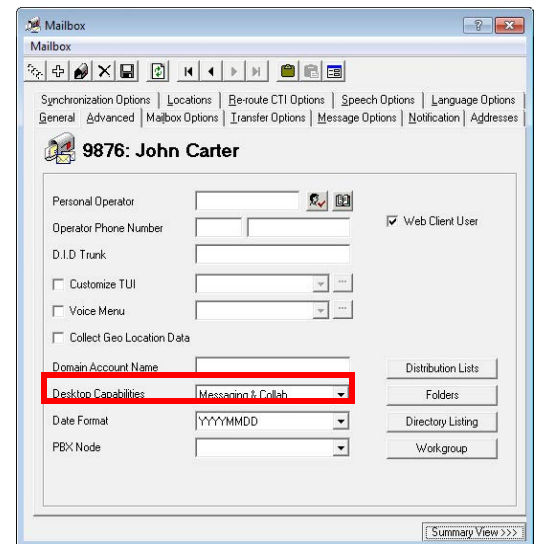 Mailbox
Mailbox
Synchronization Options Locations Re-route CTI Options Speech Options Language Options
General Advanced Mailbox Options Transfer Options Message Options Notification Addresses
9876: John Carter
Personal Operator
Operator Phone Number Web Client User
D.I.D Trunk
Customize TUI ...
Voice Menu ...
Collect Geo Location Data
Domain Account Name Distribution Lists
Desktop Capabilities Messaging & Collab Folders
Date Format YYYYMMDD Directory Listing
PBX Node Workgroup
Summary View >>>